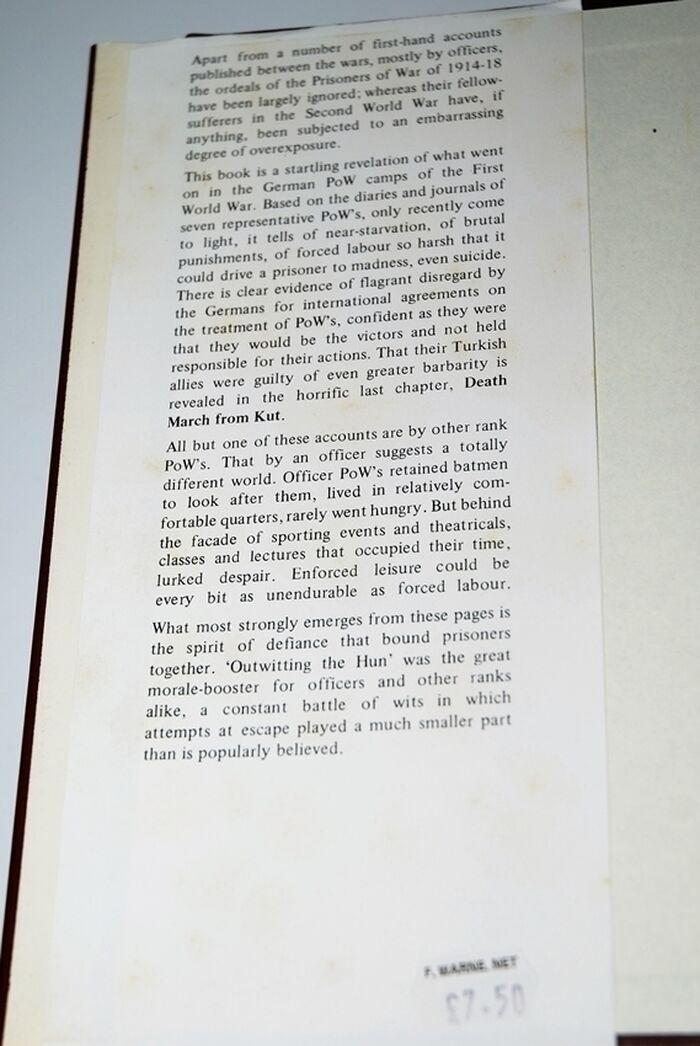 Apart from a number of first-hand accounts
published between the wars, mostly by officers,
the ordeals of the Prisoners of War of 1914-18
have been largely ignored; whereas their fellow-
sufferers in the Second World War have, if
anything, been subjected to an embarrassing
degree of overexposure.
This book is a startling revelation of what went
on in the German PoW camps of the First
World War. Based on the diaries and journals of
seven representative PoW's, only recently come
to light, it tells of near-starvation, of brutal
punishments, of forced labour so harsh that it
could drive a prisoner to madness, even suicide.
There is clear evidence of flagrant disregard by
the Germans for international agreements on
the treatment of PoW's, confident as they were
that they would be the victors and not held
responsible for their actions. That their Turkish
allies were guilty of even greater barbarity is
revealed in the horrific last chapter, Death
March from Kut.
All but one of these accounts are by other rank
PoW's. That by an officer suggests a totally
different world. Officer PoW's retained batmen
to look after them, lived in relatively com-
fortable quarters, rarely went hungry. But behind
the facade of sporting events and theatricals,
classes and lectures that occupied their time,
lurked despair. Enforced leisure could be
every bit as unendurable as forced labour.
What most strongly emerges from these pages is
the spirit of defiance that bound prisoners
together. 'Outwitting the Hun' was the great
morale-booster for officers and other ranks
alike, a constant battle of wits in which
attempts at escape played a much smaller part
than is popularly believed.
F. WARNE, NET
£7.50